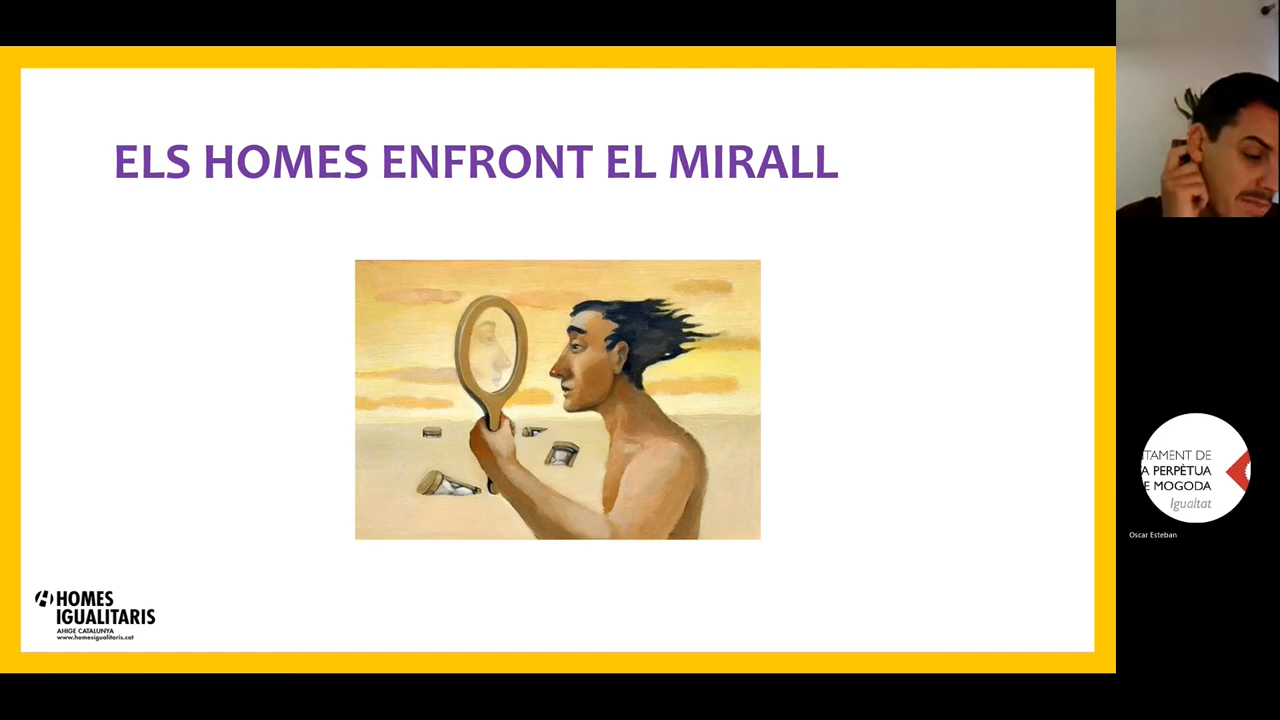 ELS HOMES ENFRONT EL MIRALL
HOMES
IGUALITARIS
AHIGE CATALUNYA
www.homesigualitaris.cat
TAMENT DE
A PERPÈTUA
E MOGODA
Igualtat
Oscar Esteban